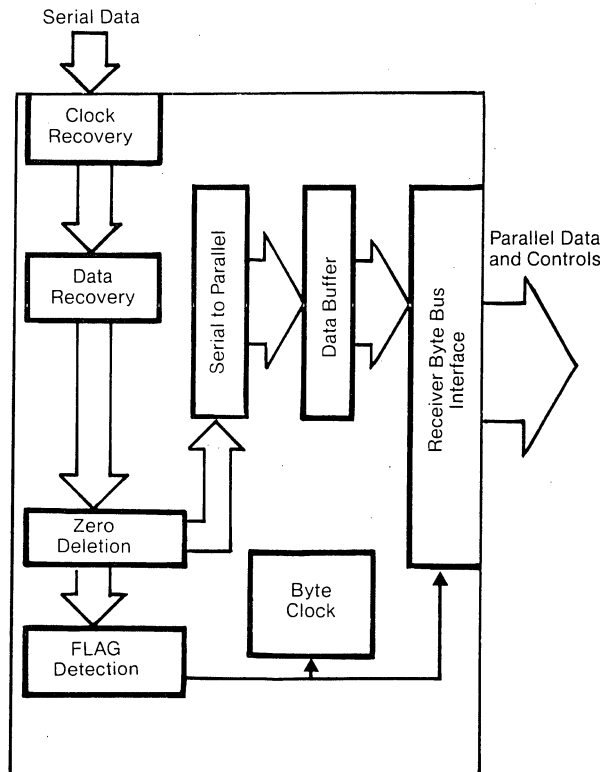 Serial Data
Clock
Recovery
Data
Recovery
Serial to Parallel
Data Buffer
Receiver Byte Bus
Interface
Parallel Data
and Controls
Zero
Deletion
Byte
Clock
FLAG
Detection